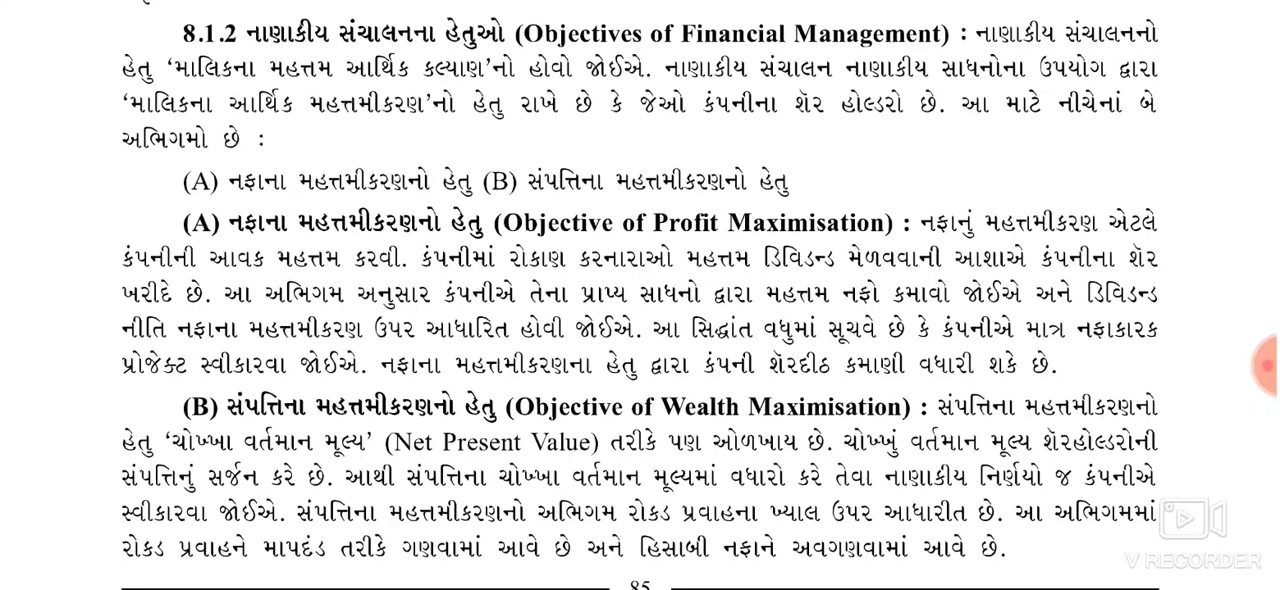 8.1.2 નાણાકીય સંચાલનના હેતુઓ (Objectives of Financial Management) : નાણાકીય સંચાલનનો
હેતુ ‘માલિકના મહત્તમ આર્થિક કલ્યાણ’નો હોવો જોઈએ. નાણાકીય સંચાલન નાણાકીય સાધનોના ઉપયોગ દ્વારા
‘માલિકના આર્થિક મહત્તમીકરણ’નો હેતુ રાખે છે કે જેઓ કંપનીના શૅર હોલ્ડરો છે. આ માટે નીચેનાં બે
અભિગમો છે :
(A) નફાના મહત્તમીકરણનો હેતુ (B) સંપત્તિના મહત્તમીકરણનો હેતુ
(A) નફાના મહત્તમીકરણનો હેતુ (Objective of Profit Maximisation) : નફાનું મહત્તમીકરણ એટલે
કંપનીની આવક મહત્તમ કરવી. કંપનીમાં રોકાણ કરનારાઓ મહત્તમ ડિવિડન્ડ મેળવવાની આશાએ કંપનીના શૅર
ખરીદે છે. આ અભિગમ અનુસાર કંપનીએ તેના પ્રાપ્ય સાધનો દ્વારા મહત્તમ નફો કમાવો જોઈએ અને ડિવિડન્ડ
નીતિ નફાના મહત્તમીકરણ ઉપર આધારિત હોવી જોઈએ. આ સિદ્ધાંત વધુમાં સૂચવે છે કે કંપનીએ માત્ર નફાકારક
પ્રોજેક્ટ સ્વીકારવા જોઈએ. નફાના મહત્તમીકરણના હેતુ દ્વારા કંપની શૅરદીઠ કમાણી વધારી શકે છે.
(B) સંપત્તિના મહત્તમીકરણનો હેતુ (Objective of Wealth Maximisation) : સંપત્તિના મહત્તમીકરણનો
હેતુ ‘ચોખ્ખા વર્તમાન મૂલ્ય’ (Net Present Value) તરીકે પણ ઓળખાય છે. ચોખ્ખું વર્તમાન મૂલ્ય શૅરહોલ્ડરોની
સંપત્તિનું સર્જન કરે છે. આથી સંપત્તિના ચોખ્ખા વર્તમાન મૂલ્યમાં વધારો કરે તેવા નાણાકીય નિર્ણયો જ કંપનીએ
સ્વીકારવા જોઈએ. સંપત્તિના મહત્તમીકરણનો અભિગમ રોકડ પ્રવાહના ખ્યાલ ઉપર આધારીત છે. આ અભિગમમાં
રોકડ પ્રવાહને માપદંડ તરીકે ગણવામાં આવે છે અને હિસાબી નફાને અવગણવામાં આવે છે.
85
V RECORDER